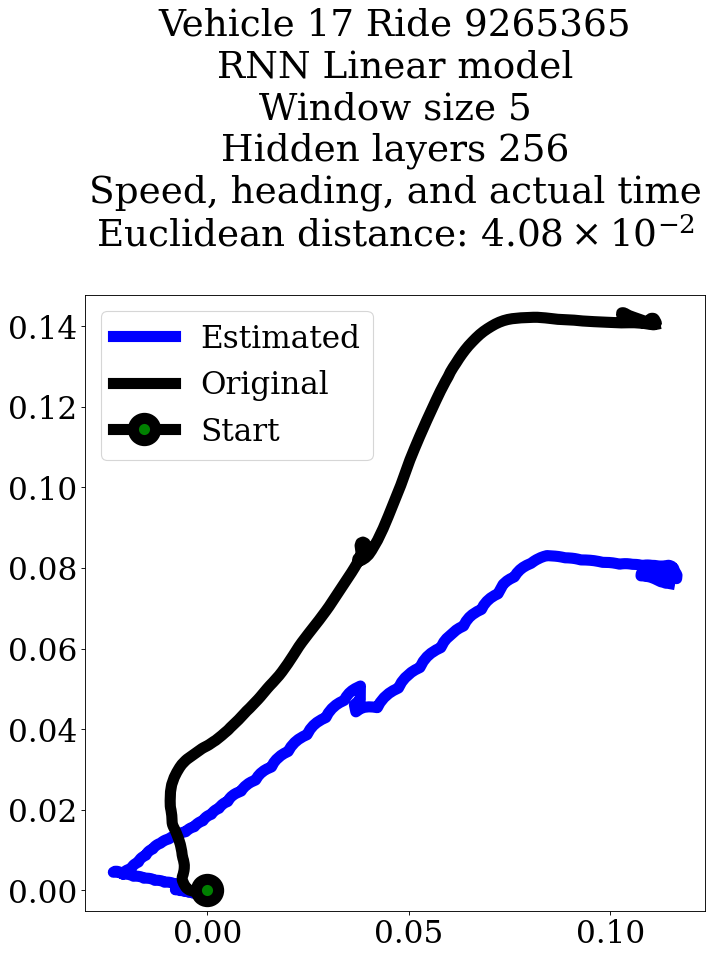 Vehicle 17 Ride 9265365
RNN Linear model
Window size 5
Hidden layers 256
Speed, heading, and actual time
Euclidean distance: 4.08 × 10⁻²
Estimated
Original
Start
0.14
0.12
0.10
0.08
0.06
0.04
0.02
0.00
0.00 0.05 0.10